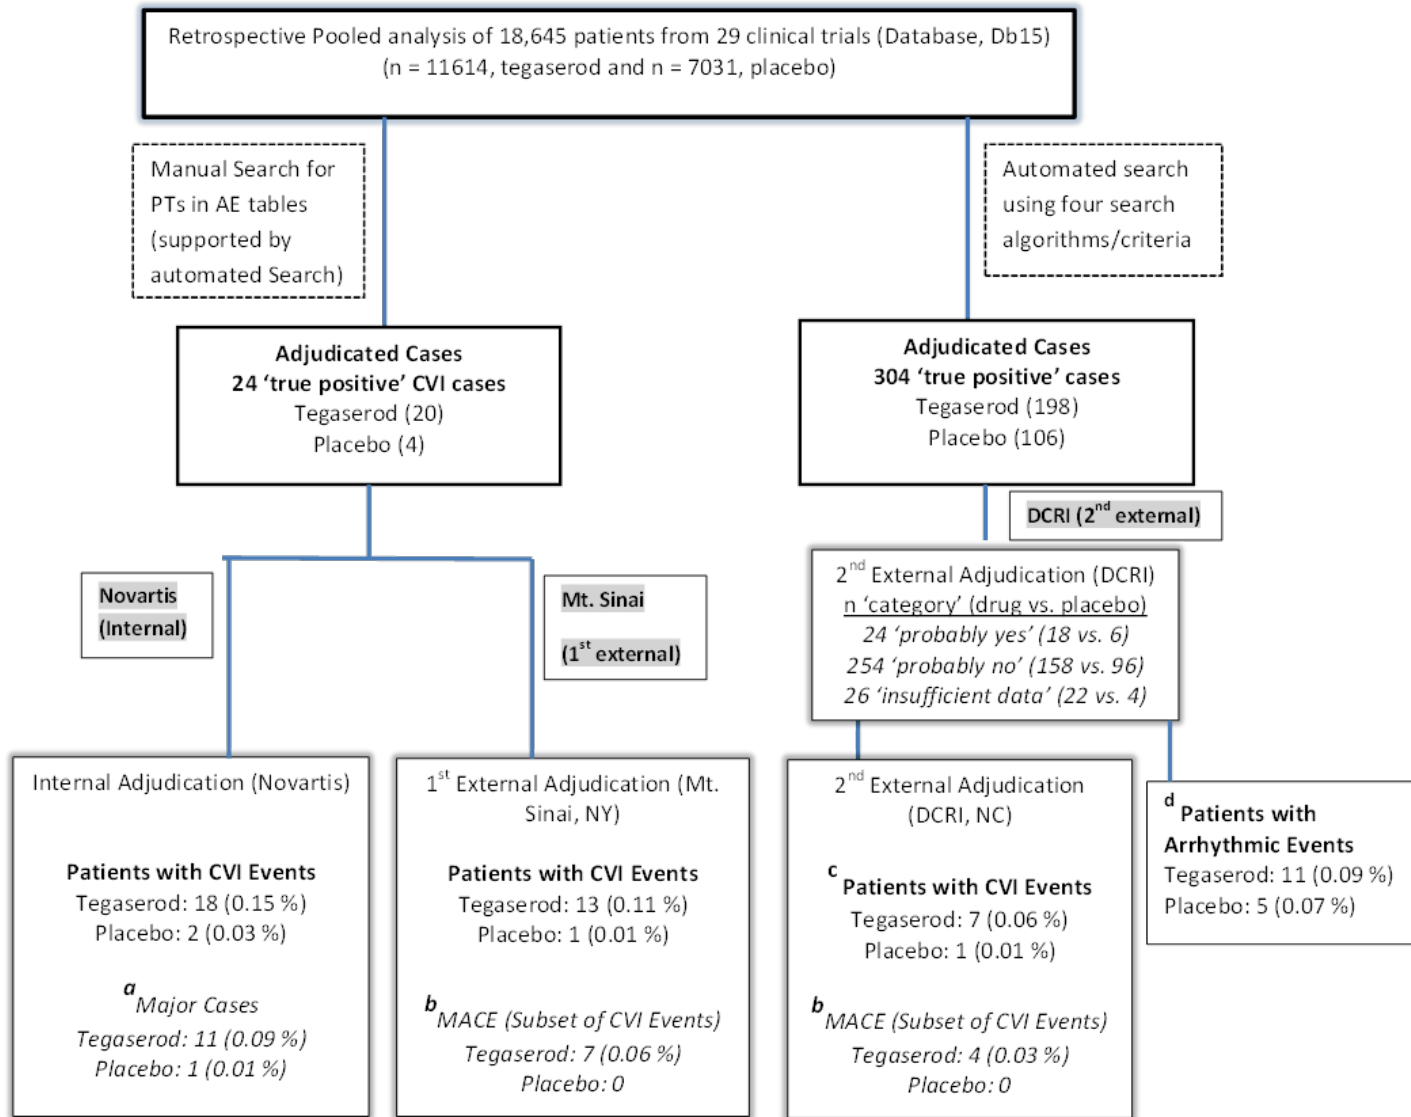 Retrospective Pooled analysis of 18,645 patients from 29 clinical trials (Database, Db15)
(n = 11614, tegaserod and n = 7031, placebo)
Manual Search for
PTs in AE tables
(supported by
automated Search)
Automated search
using four search
algorithms/criteria
Adjudicated Cases
24 ‘true positive’ CVI cases
Tegaserod (20)
Placebo (4)
Adjudicated Cases
304 ‘true positive’ cases
Tegaserod (198)
Placebo (106)
DCRI (2nd external)
Novartis
(Internal)
Mt. Sinai
(1st external)
2nd External Adjudication (DCRI)
n ‘category’ (drug vs. placebo)
24 ‘probably yes’ (18 vs. 6)
254 ‘probably no’ (158 vs. 96)
26 ‘insufficient data’ (22 vs. 4)
Internal Adjudication (Novartis)
Patients with CVI Events
Tegaserod: 18 (0.15 %)
Placebo: 2 (0.03 %)
a Major Cases
Tegaserod: 11 (0.09 %)
Placebo: 1 (0.01 %)
1st External Adjudication (Mt.
Sinai, NY)
Patients with CVI Events
Tegaserod: 13 (0.11 %)
Placebo: 1 (0.01 %)
b MACE (Subset of CVI Events)
Tegaserod: 7 (0.06 %)
Placebo: 0
2nd External Adjudication
(DCRI, NC)
c Patients with CVI Events
Tegaserod: 7 (0.06 %)
Placebo: 1 (0.01 %)
b MACE (Subset of CVI Events)
Tegaserod: 4 (0.03 %)
Placebo: 0
d Patients with
Arrhythmic Events
Tegaserod: 11 (0.09 %)
Placebo: 5 (0.07 %)